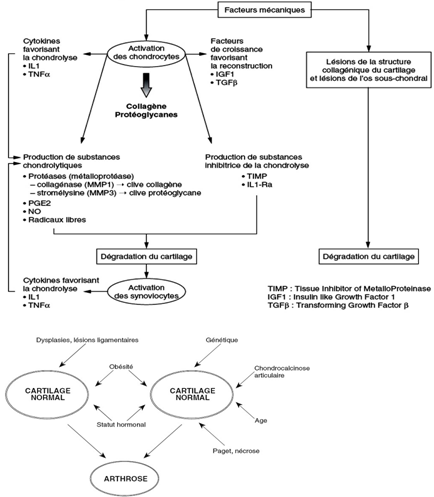 Facteurs mécaniques
Cytokines
favorisant
la chondrolyse
• IL1
• TNFα
Activation
des chondrocytes
Facteurs
de croissance
favorisant
la reconstruction
• IGF1
• TGFβ
Lésions de la structure
collagénique du cartilage
et lésions de l'os sous-chondral
Collagène
Protéoglycanes
Production de substances
chondrolytiques
• Protéases (métalloprotéase)
– collagénase (MMP1) → clive collagène
– stromélysine (MMP3) → clive protéoglycane
• PGE2
• NO
• Radicaux libres
Production de substances
inhibitrice de la chondrolyse
• TIMP
• IL1-Ra
Dégradation du cartilage
Dégradation du cartilage
Cytokines favorisant
la chondrolyse
• IL1
• TNFα
Activation
des synoviocytes
TIMP : Tissue Inhibitor of MetalloProteinase
IGF1 : Insulin like Growth Factor 1
TGFβ : Transforming Growth Factor β
Dysplasies, lésions ligamentaires
Génétique
Obésité
Chondrocalcinose
articulaire
CARTILAGE
NORMAL
CARTILAGE
NORMAL
Statut hormonal
Age
Paget, nécrose
ARTHROSE